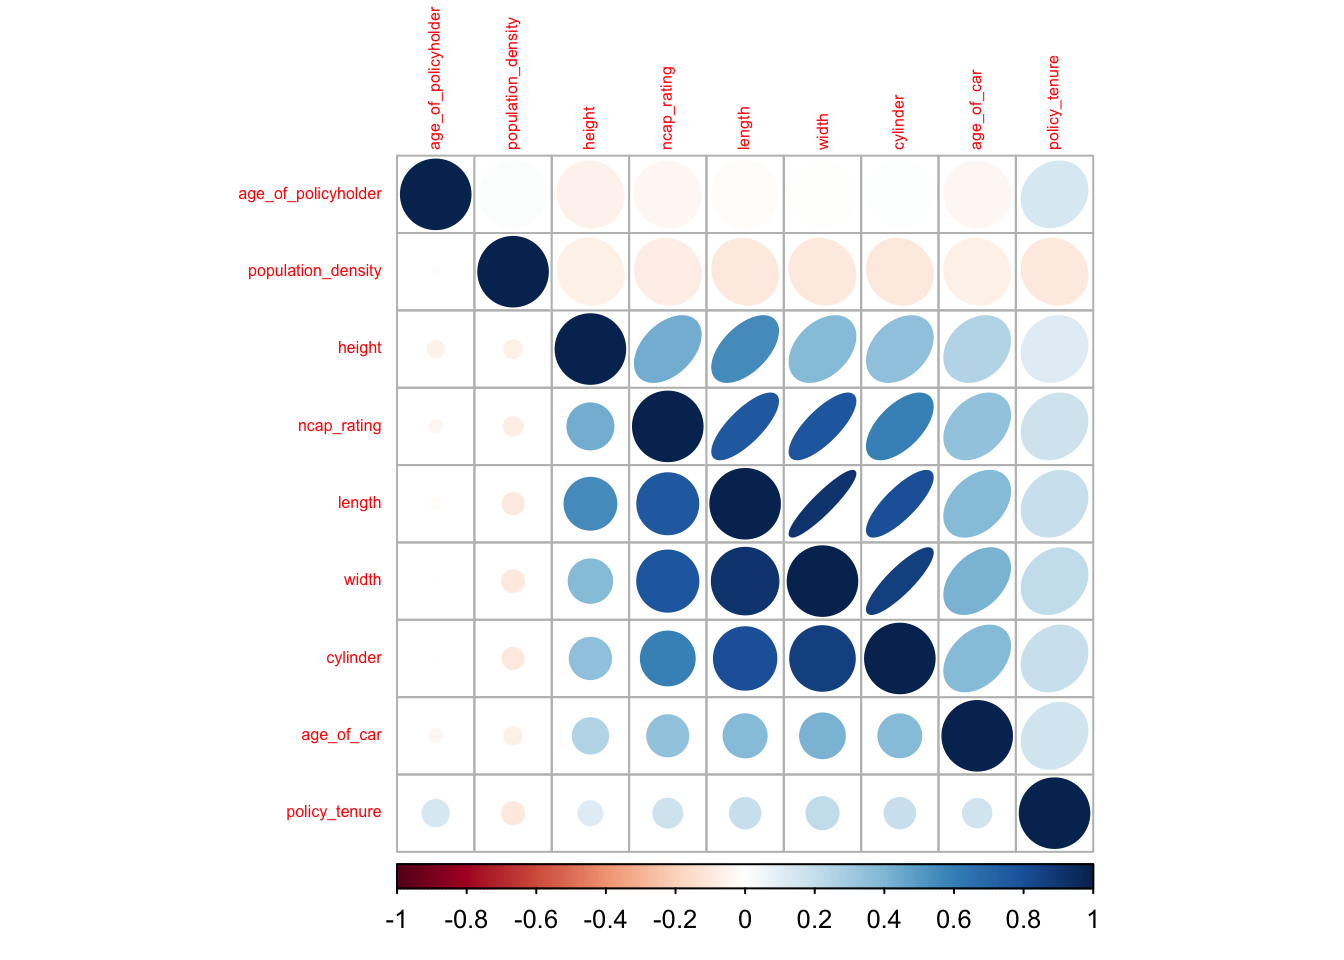 age_of_policyholder
population_density
height
ncap_rating
length
width
cylinder
age_of_car
policy_tenure
age_of_policyholder
population_density
height
ncap_rating
length
width
cylinder
age_of_car
policy_tenure
-1 -0.8 -0.6 -0.4 -0.2 0 0.2 0.4 0.6 0.8 1